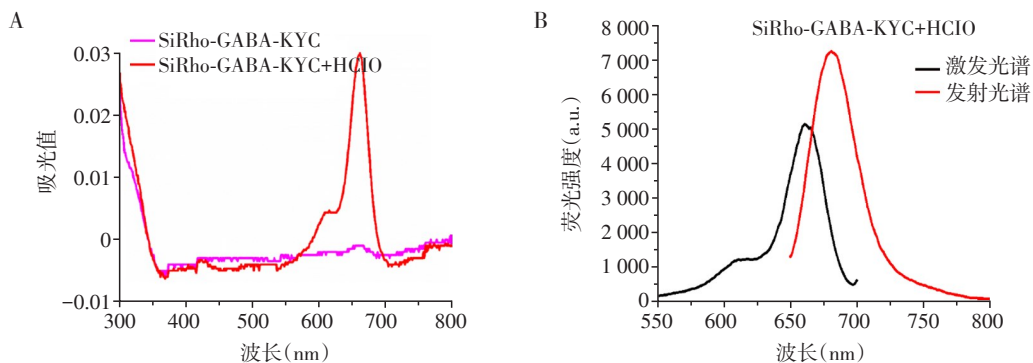 A
SiRho-GABA-KYC
SiRho-GABA-KYC+HClO
0.03
0.02
0.01
0
-0.01
吸光值
300 400 500 600 700 800
波长(nm)
B
SiRho-GABA-KYC+HClO
激发光谱
发射光谱
8 000
7 000
6 000
5 000
4 000
3 000
2 000
1 000
0
荧光强度(a.u.)
550 600 650 700 750 800
波长(nm)